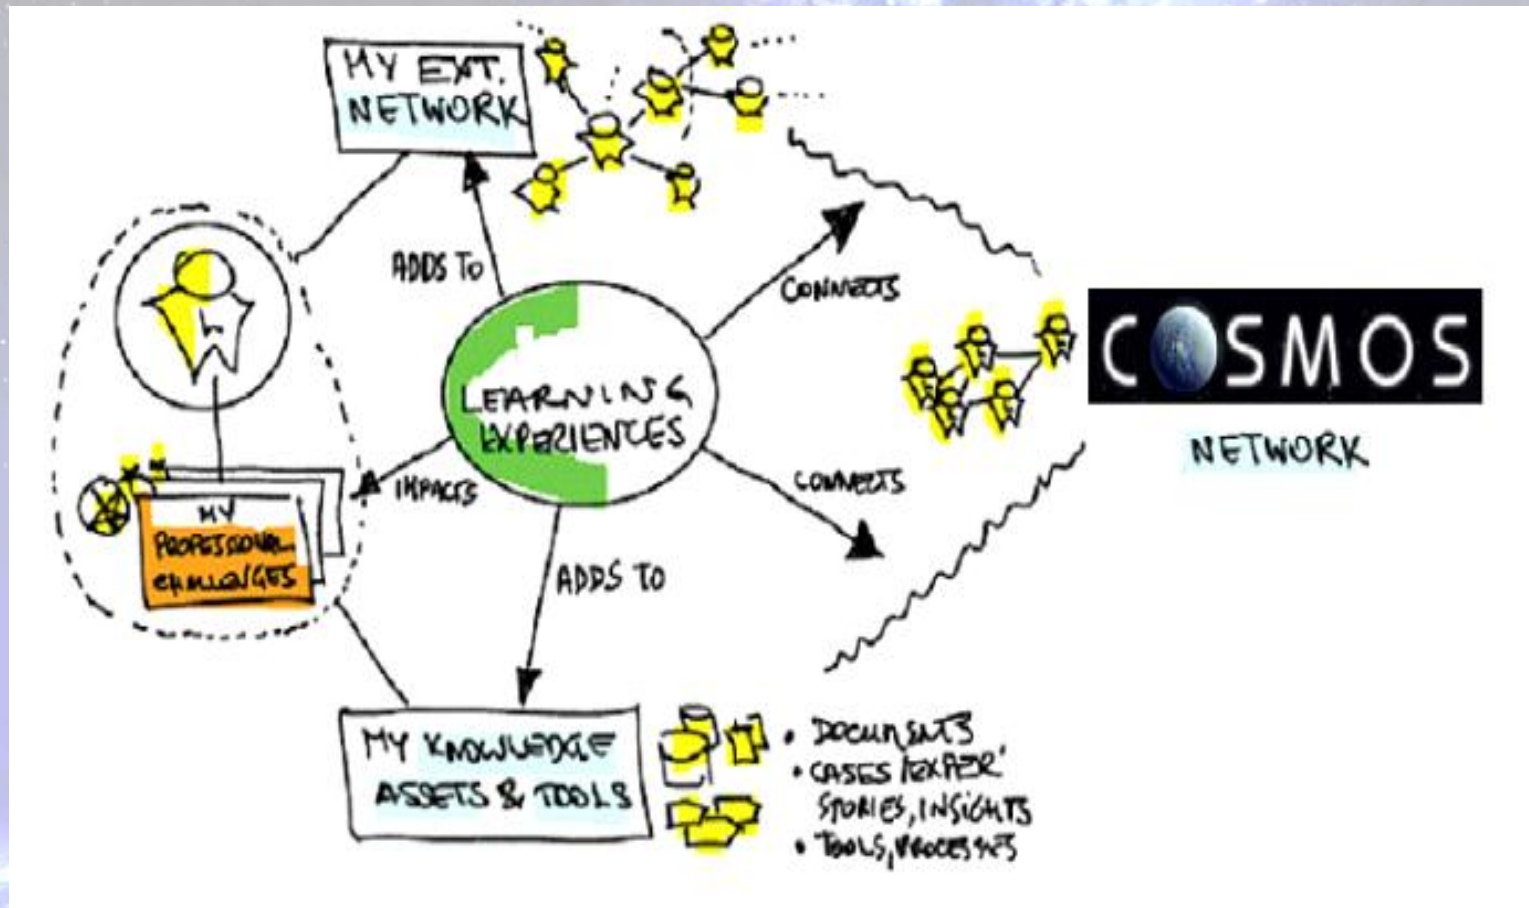 MY EXT.
NETWORK
ADDS TO
CONNECTS
COSMOS
NETWORK
LEARNING
EXPERIENCES
IMPACTS
CONNECTS
MY
PROFESSIONAL
CHALLENGES
ADDS TO
MY KNOWLEDGE
ASSETS & TOOLS
• DOCUMENTS
• CASES/EXPER'
STORIES, INSIGHTS
• TOOLS, PROCESSES